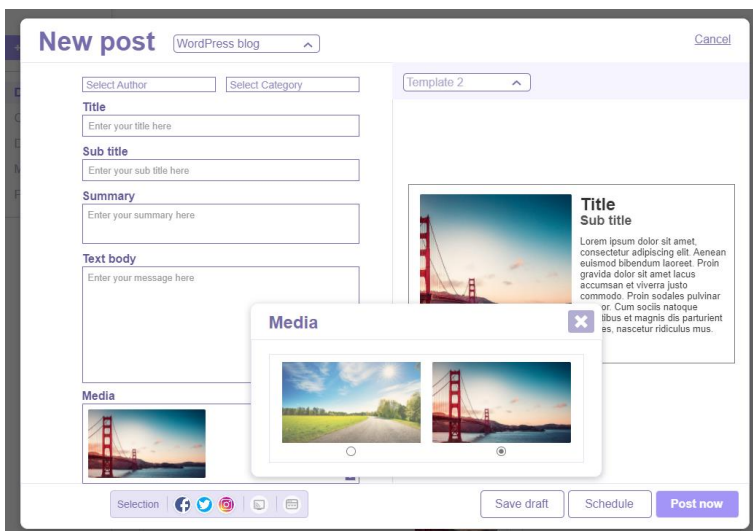 New post
WordPress blog
Cancel
Select Author
Select Category
Template 2
Title
Enter your title here
Sub title
Enter your sub title here
Summary
Enter your summary here
Text body
Enter your message here
Title
Sub title
Lorem ipsum dolor sit amet,
consectetur adipiscing elit. Aenean
euismod bibendum laoreet. Proin
gravida dolor sit amet lacus
accumsan et viverra justo
commodo. Proin sodales pulvinar
Cum sociis natoque
et magnis dis parturient
nascetur ridiculus mus.
Media
Media
Selection
Save draft
Schedule
Post now